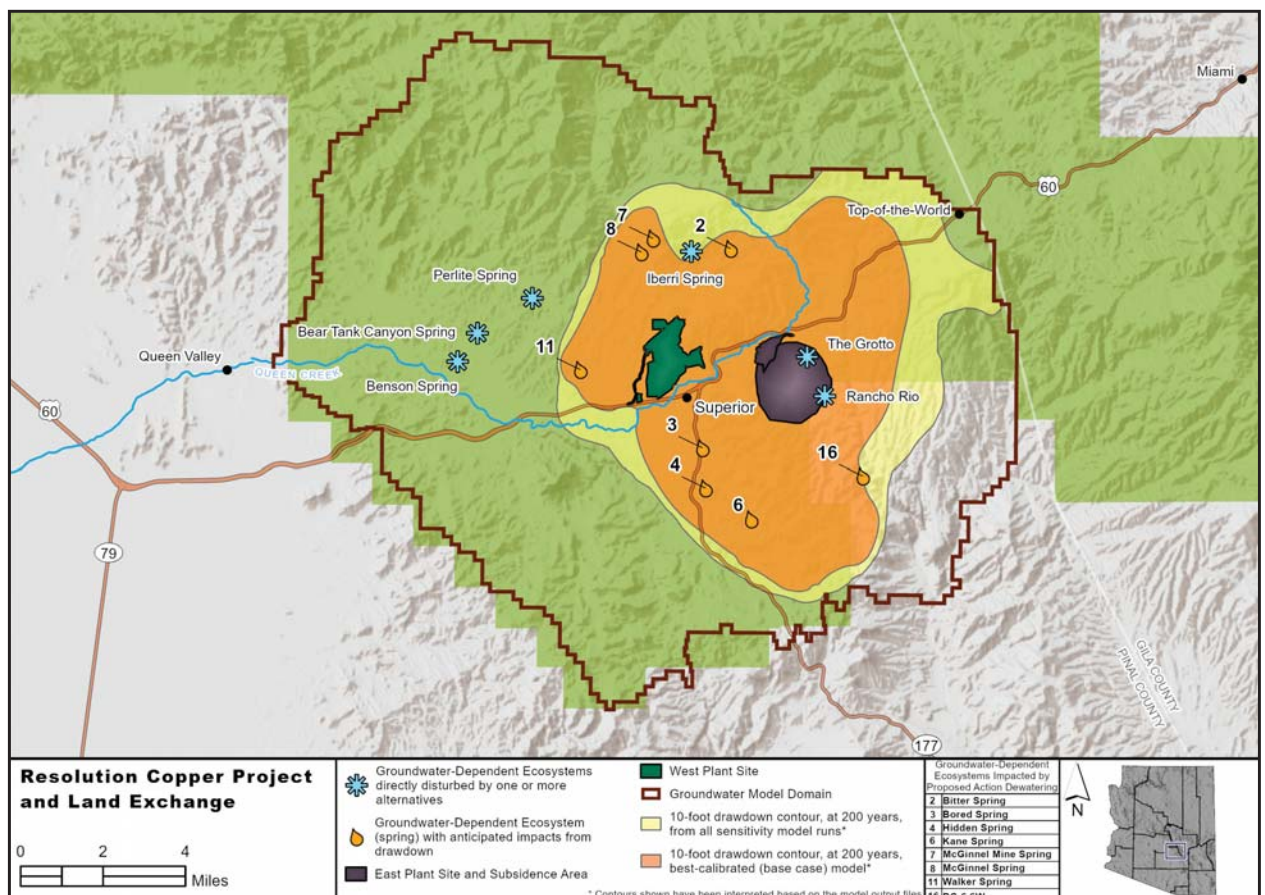 Miami
60
Top-of-the-World
7
8
2
Iberri Spring
Perlite Spring
Bear Tank Canyon Spring
11
The Grotto
Queen Valley
QUEEN CREEK
Benson Spring
Rancho Rio
Superior
60
3
4
16
6
79
GILA COUNTY
PINAL COUNTY
177
Resolution Copper Project
and Land Exchange
0 2 4
Miles
Groundwater-Dependent Ecosystems
directly disturbed by one or more
alternatives
Groundwater-Dependent Ecosystem
(spring) with anticipated impacts from
drawdown
East Plant Site and Subsidence Area
West Plant Site
Groundwater Model Domain
10-foot drawdown contour, at 200 years,
from all sensitivity model runs*
10-foot drawdown contour, at 200 years,
best-calibrated (base case) model*
* Contours shown have been interpreted based on the model output files
Groundwater-Dependent
Ecosystems Impacted by
Proposed Action Dewatering
2 Bitter Spring
3 Bored Spring
4 Hidden Spring
6 Kane Spring
7 McGinnel Mine Spring
8 McGinnel Spring
11 Walker Spring
N